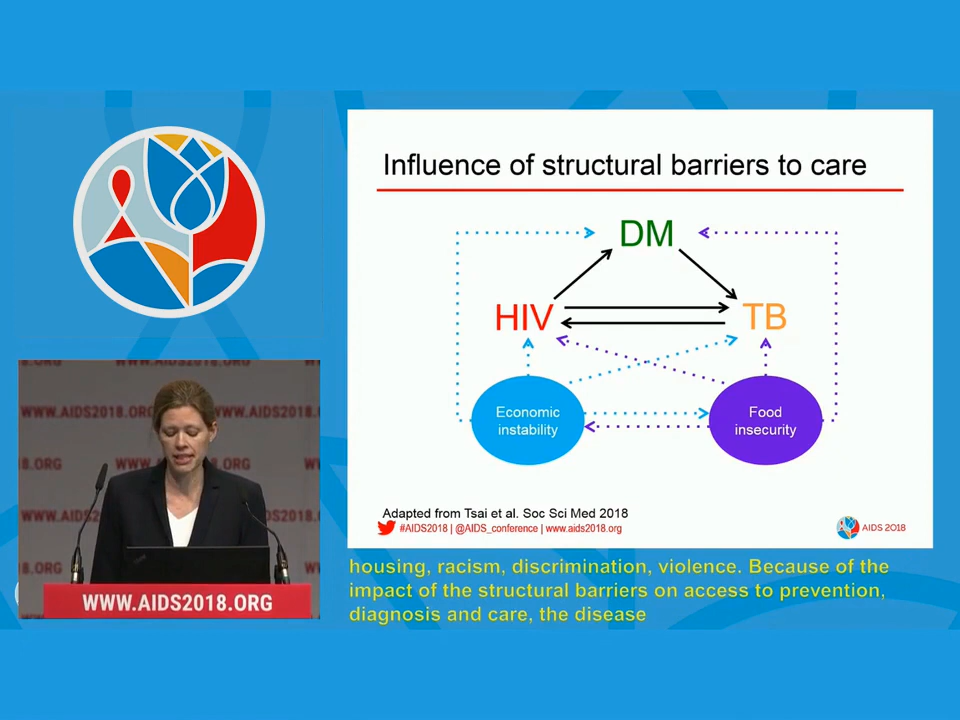 Influence of structural barriers to care
DM
HIV
TB
Economic
instability
Food
insecurity
Adapted from Tsai et al. Soc Sci Med 2018
#AIDS2018 | @AIDS_conference | www.aids2018.org
AIDS 2018
housing, racism, discrimination, violence. Because of the
impact of the structural barriers on access to prevention,
diagnosis and care, the disease
.ORG
WWW.AIDS2018.ORG
WWW.AIDS2018.
8.ORG
WWW.AIDS2018.ORG
WWW.AIDS2018.ORG